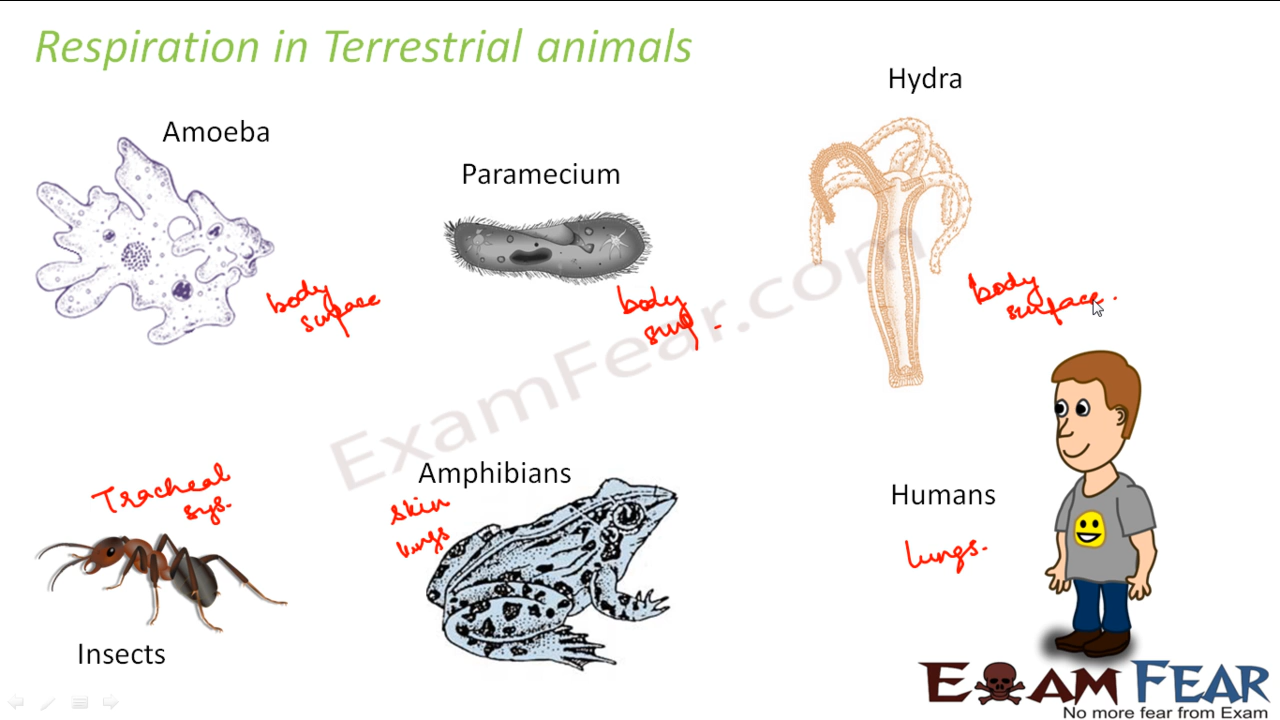 Respiration in Terrestrial animals
Hydra
Amoeba
Paramecium
body
surface
body
surf.
body
surface.
ExamFear.com
Tracheal
sys.
Amphibians
skin
lungs
Humans
lungs.
Insects
EXAM FEAR
No more fear from Exam